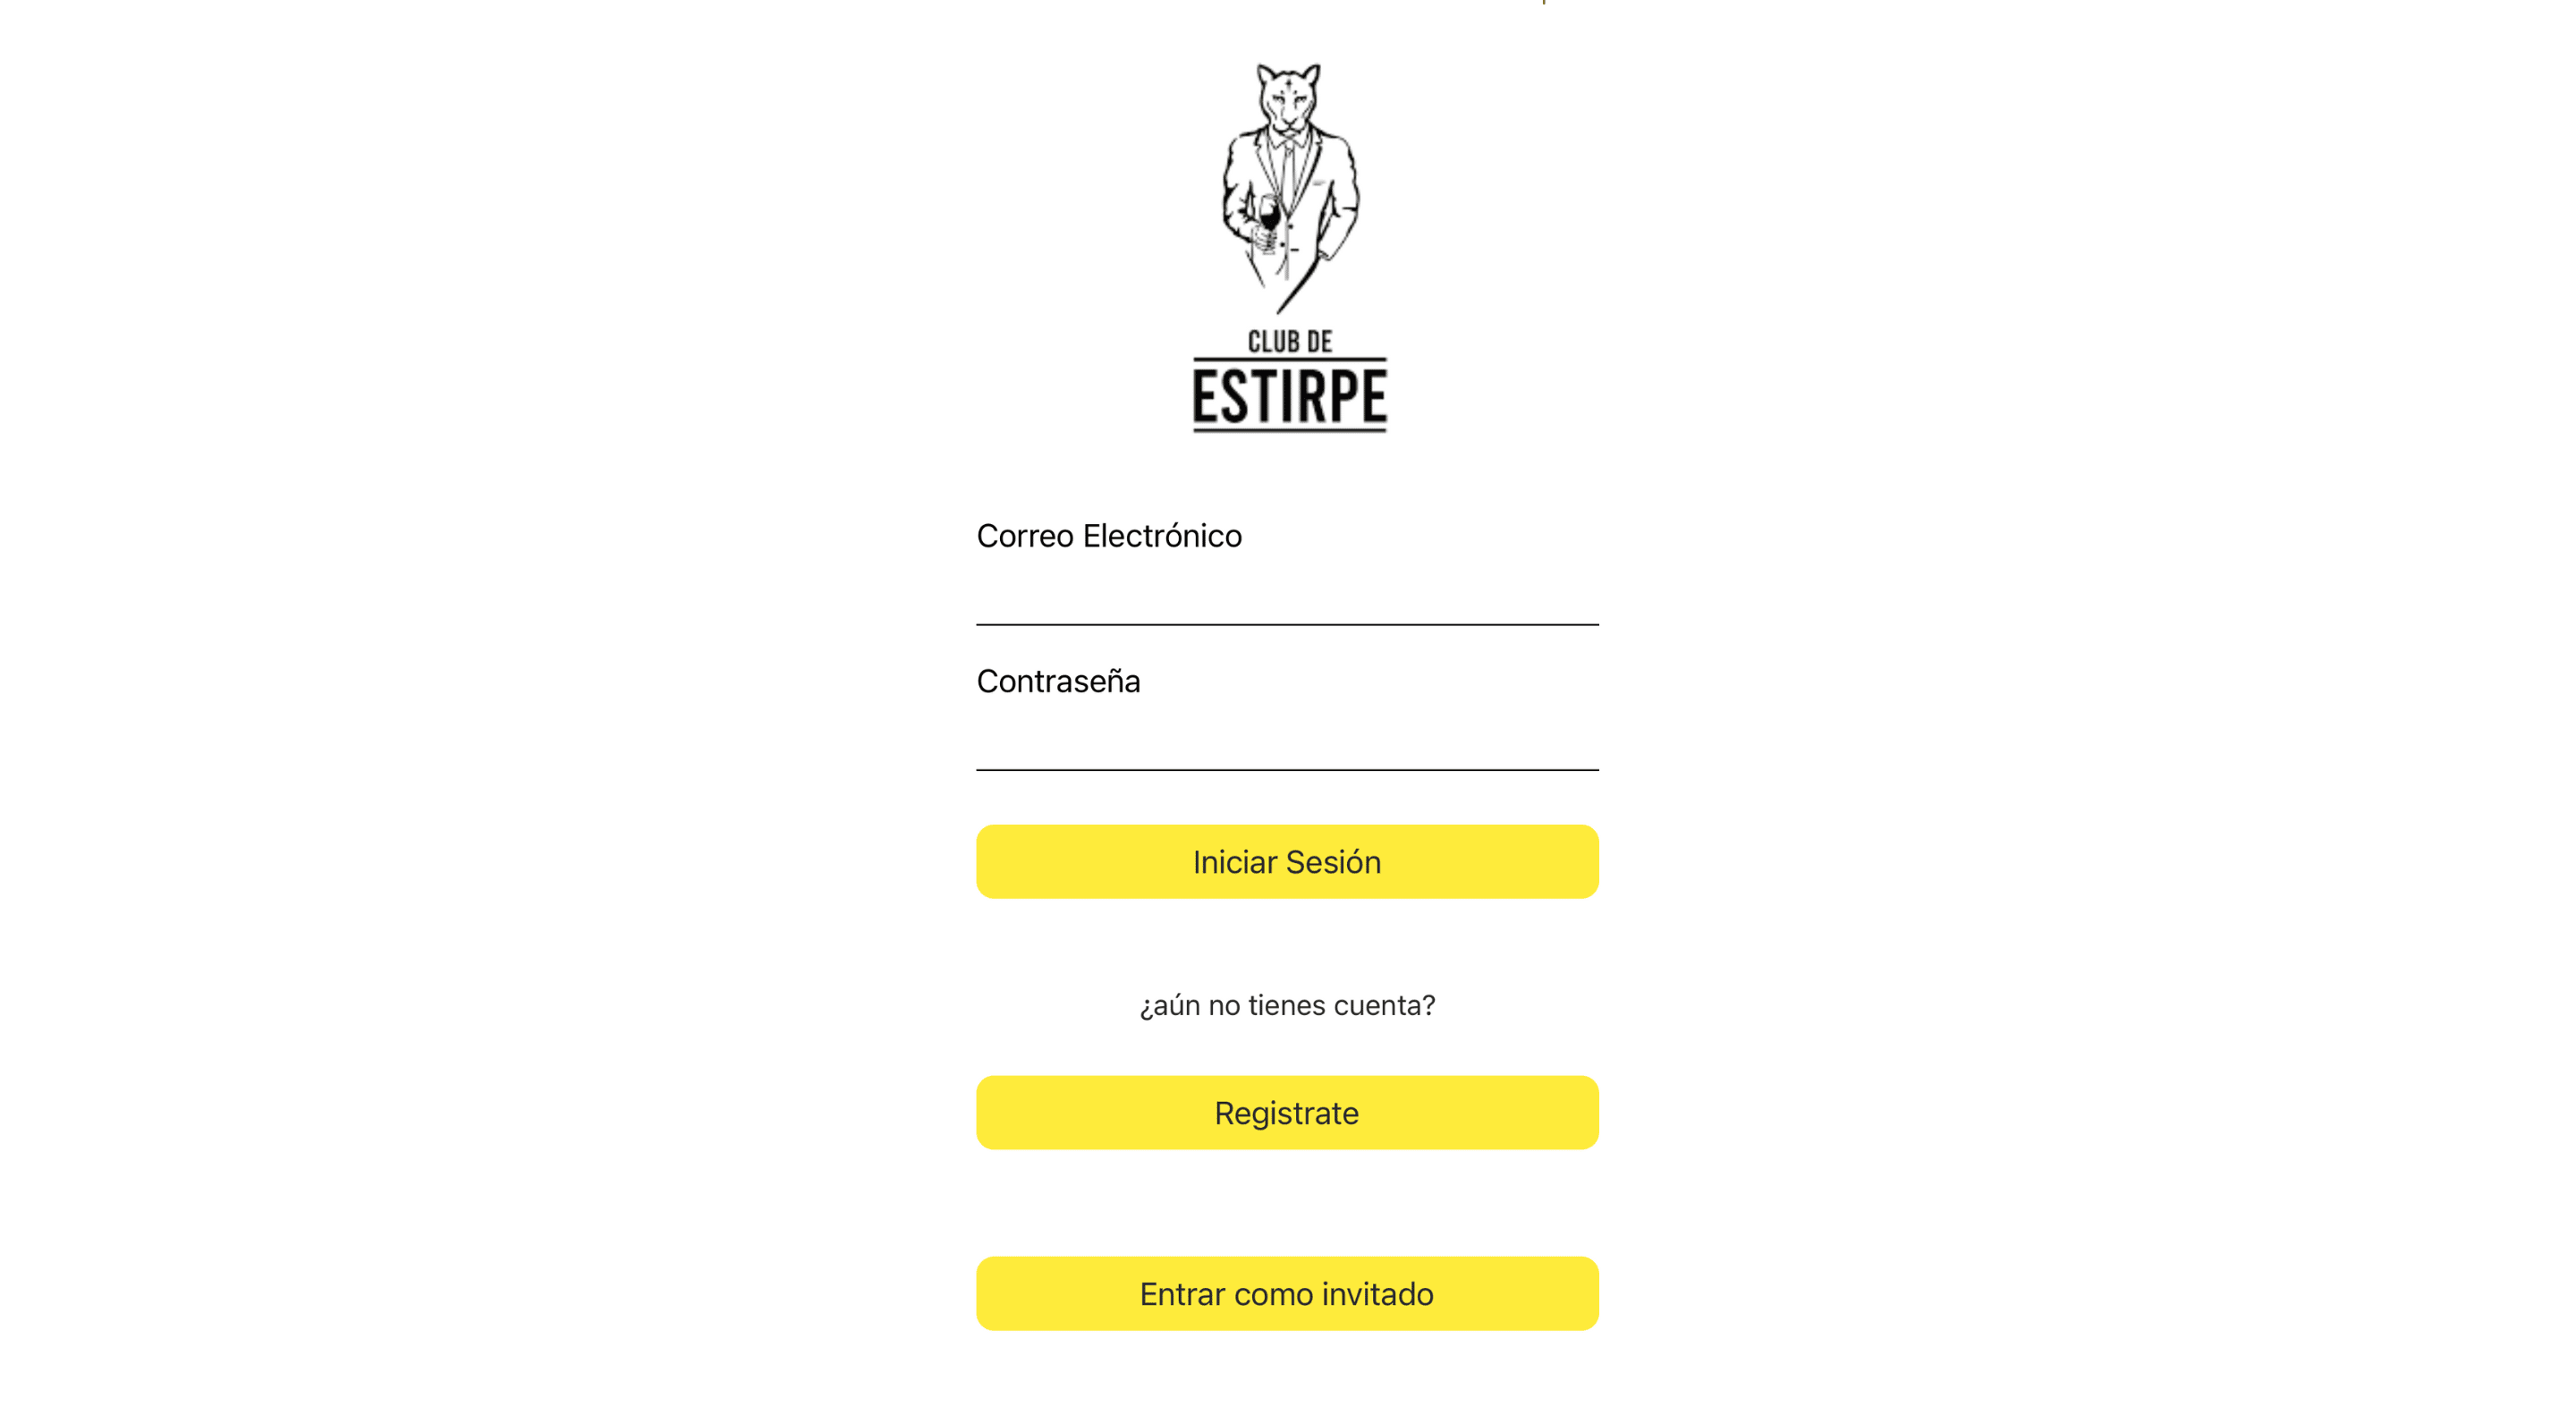 CLUB DE
ESTIRPE
Correo Electrónico
Contraseña
Iniciar Sesión
¿aún no tienes cuenta?
Registrate
Entrar como invitado